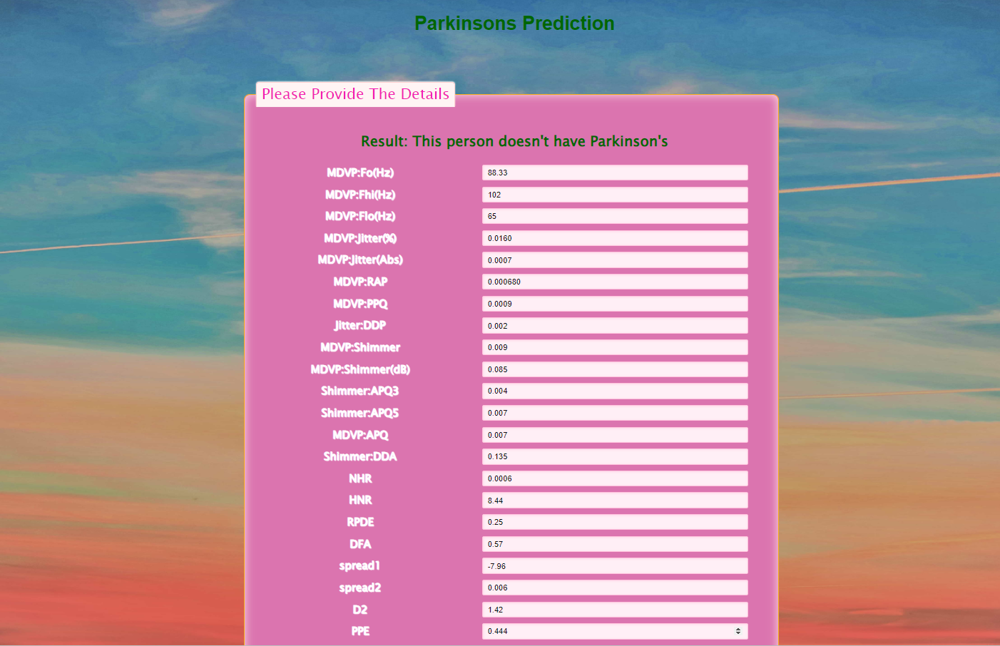 Parkinsons Prediction
Please Provide The Details
Result: This person doesn't have Parkinson's
MDVP:Fo(Hz) 88.33
MDVP:Fhi(Hz) 102
MDVP:Flo(Hz) 65
MDVP:Jitter(%) 0.0160
MDVP:Jitter(Abs) 0.0007
MDVP:RAP 0.000680
MDVP:PPQ 0.0009
Jitter:DDP 0.002
MDVP:Shimmer 0.009
MDVP:Shimmer(dB) 0.085
Shimmer:APQ3 0.004
Shimmer:APQ5 0.007
MDVP:APQ 0.007
Shimmer:DDA 0.135
NHR 0.0006
HNR 8.44
RPDE 0.25
DFA 0.57
spread1 -7.96
spread2 0.006
D2 1.42
PPE 0.444